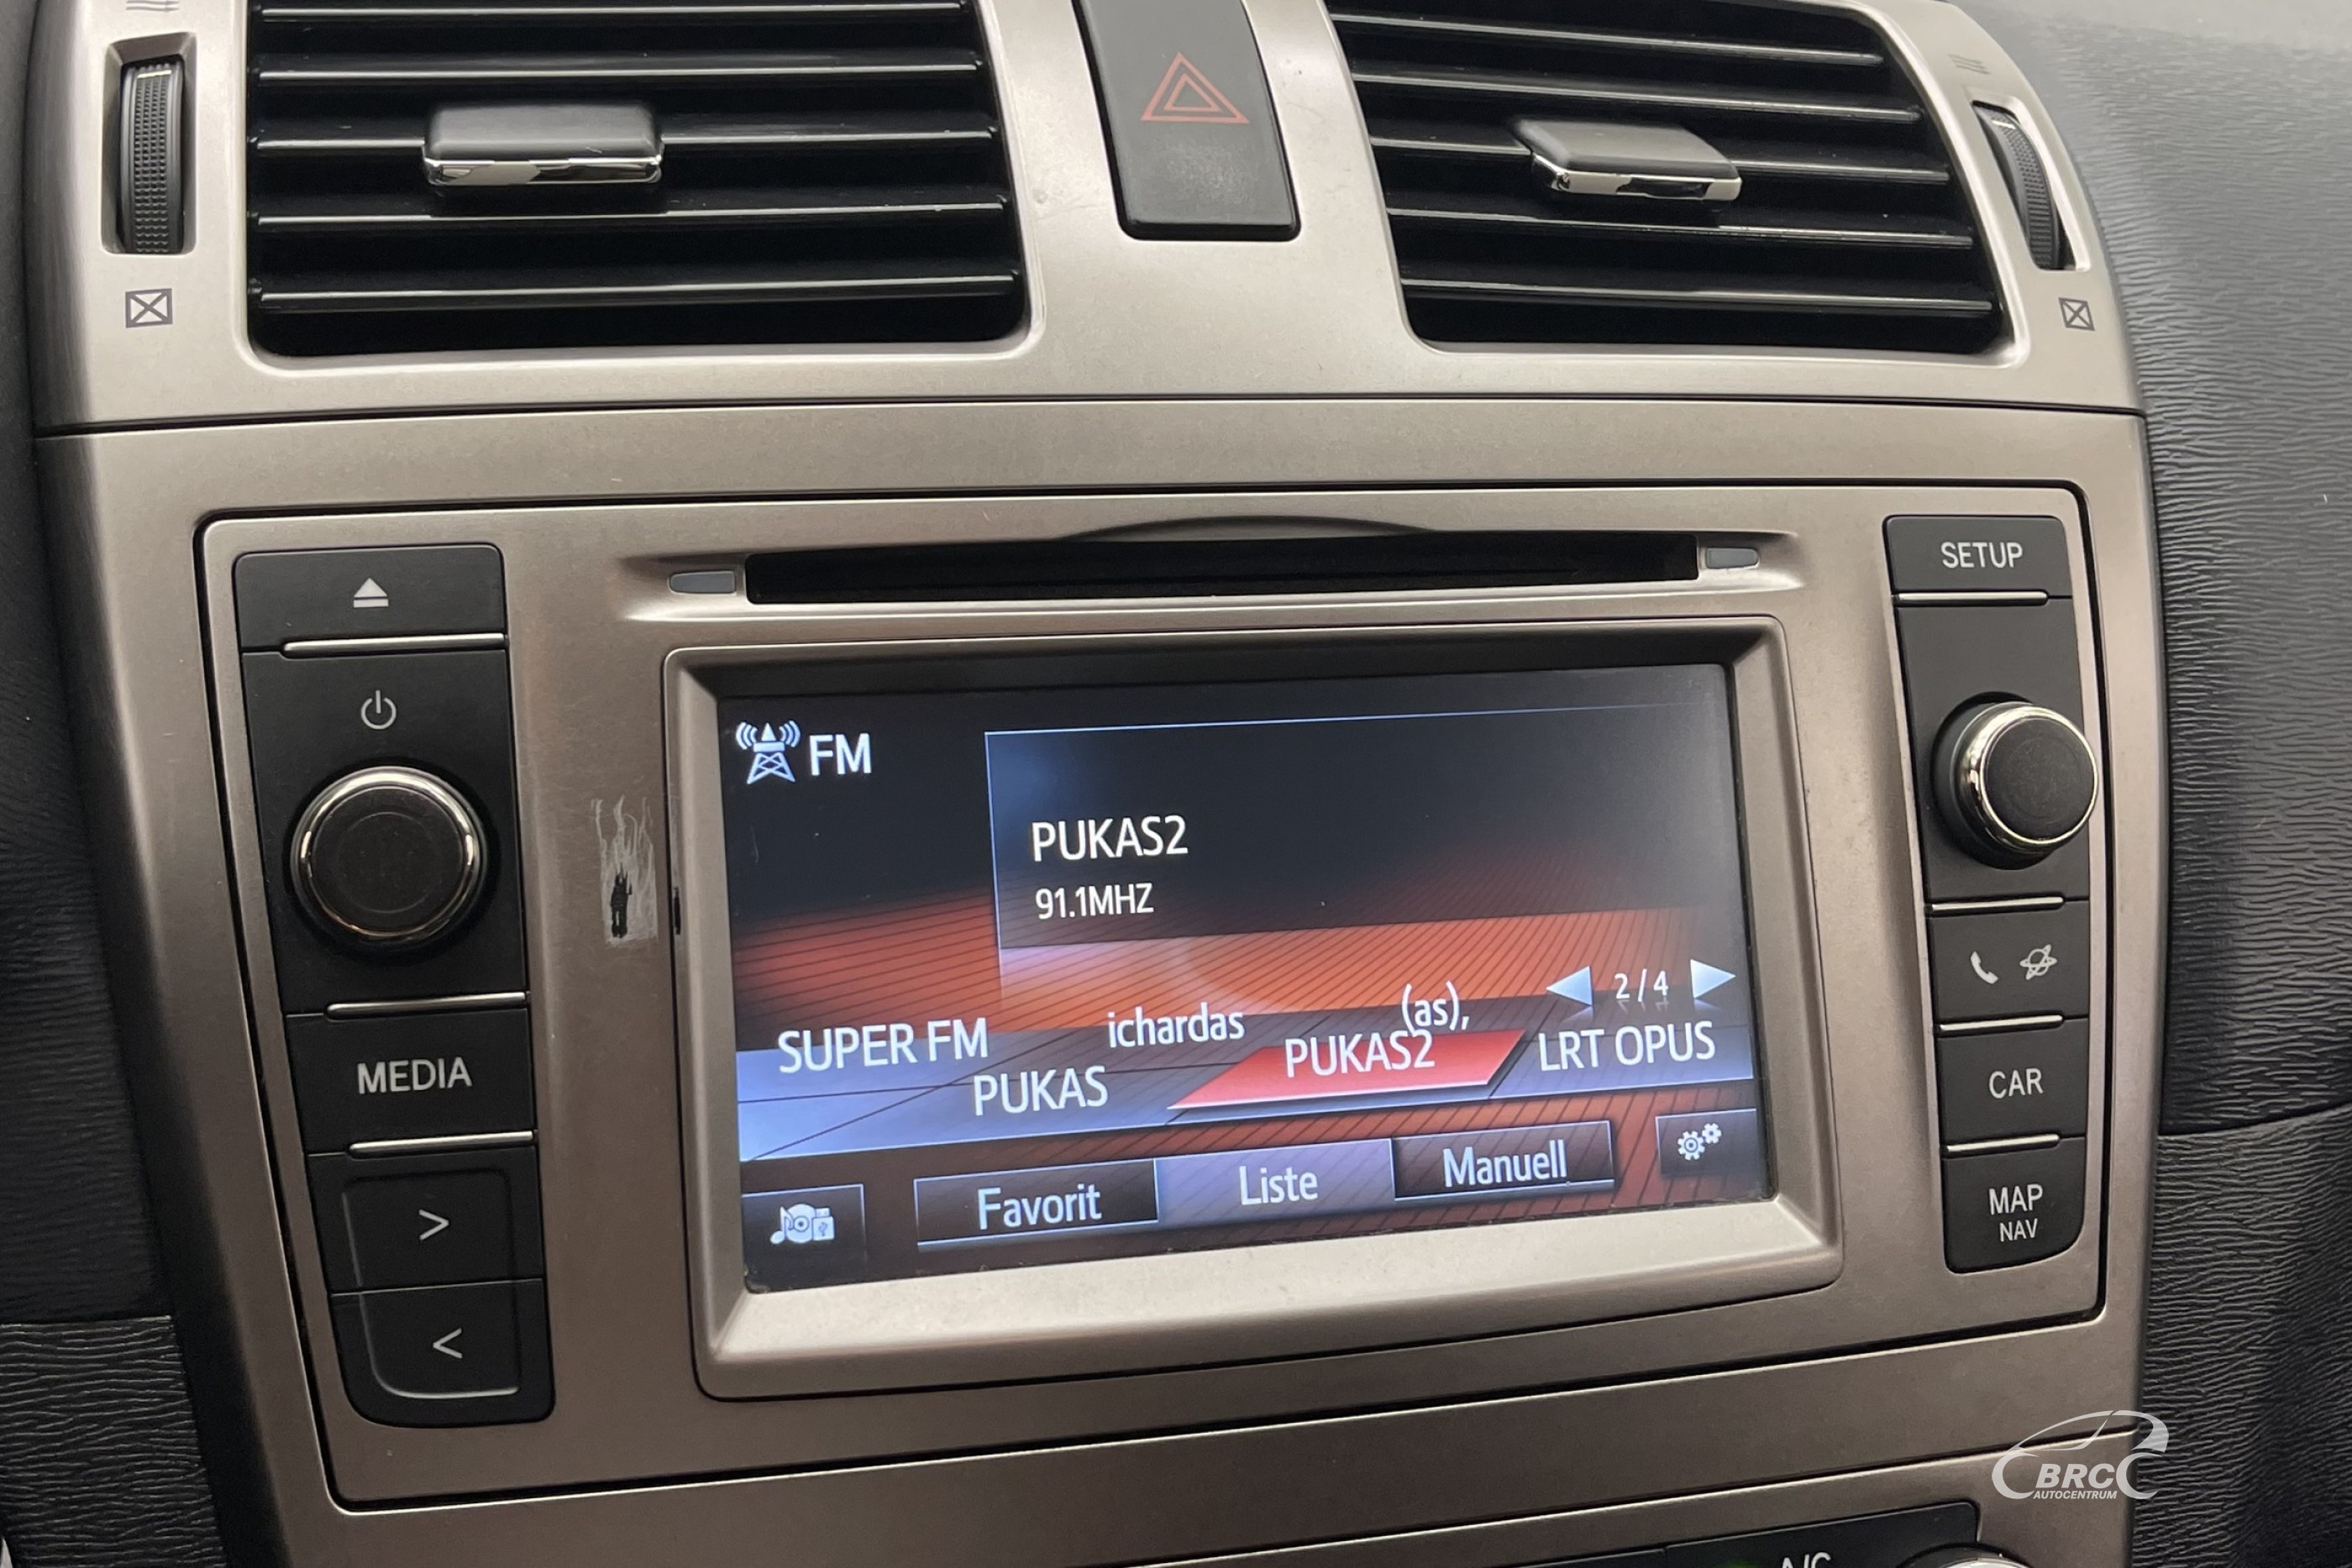 SETUP
FM
PUKAS2
91.1MHZ
2 / 4
SUPER FM
ichardas
(as),
PUKAS
PUKAS2
LRT OPUS
Favorit
Liste
Manuell
MEDIA
>
<
CAR
MAP
NAV
BRC
AUTOCENTRUM
A/C